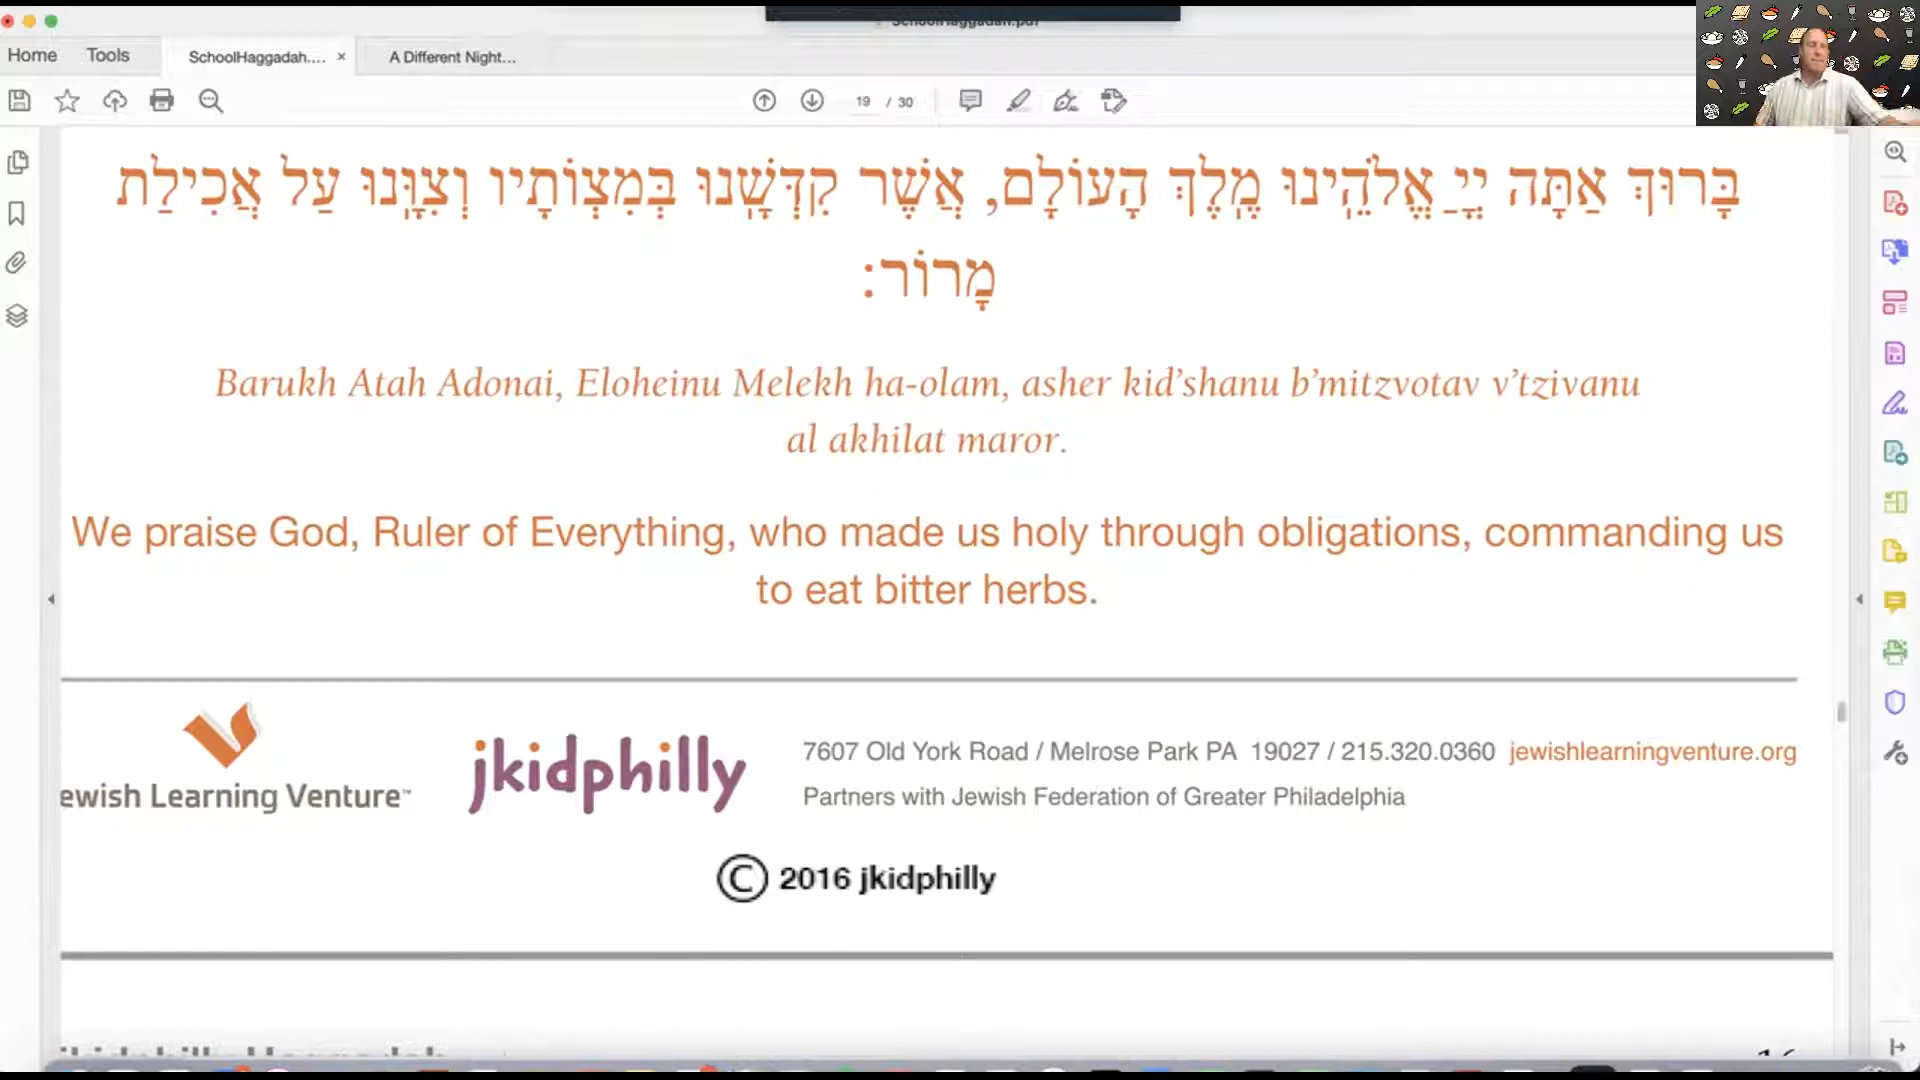 SchoolHaggadah.pdf
Home
Tools
SchoolHaggadah....
×
A Different Night...
19 / 30
בָּרוּךְ אַתָּה יְיָ אֱלֹהֵֽינוּ מֶֽלֶךְ הָעוֹלָם, אֲשֶׁר קִדְּשָֽׁנוּ בְּמִצְוֹתָיו וְצִוָּֽנוּ עַל אֲכִילַת
מָרוֹר:
Barukh Atah Adonai, Eloheinu Melekh ha-olam, asher kid’shanu b’mitzvotav v’tzivanu
al akhilat maror.
We praise God, Ruler of Everything, who made us holy through obligations, commanding us
to eat bitter herbs.
ewish Learning Venture™
jkidphilly
7607 Old York Road / Melrose Park PA 19027 / 215.320.0360 jewishlearningventure.org
Partners with Jewish Federation of Greater Philadelphia
© 2016 jkidphilly